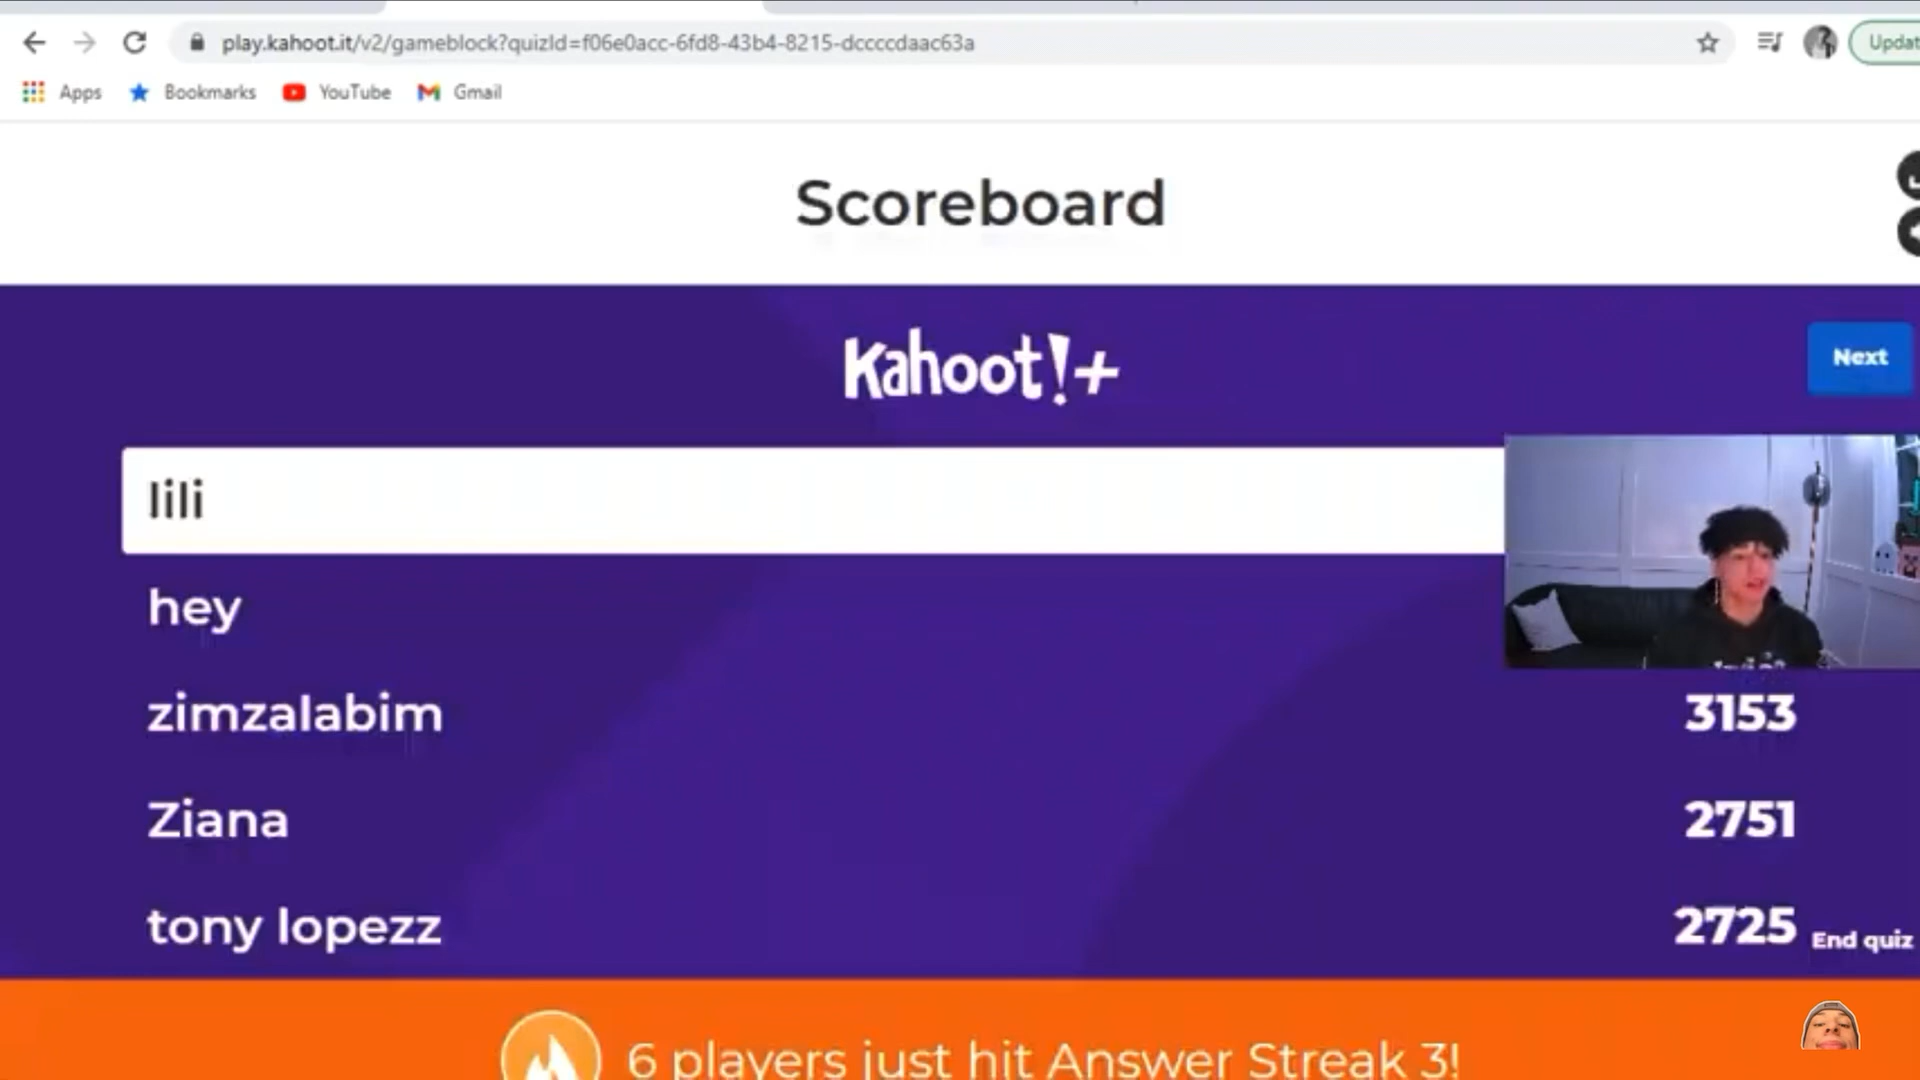 play.kahoot.it/v2/gameblock?quizId=f06e0acc-6fd8-43b4-8215-dccccdaac63a
Updat
Apps Bookmarks YouTube Gmail
Scoreboard
Kahoot!+
Next
lili
hey
zimzalabim 3153
Ziana 2751
tony lopezz 2725
End quiz
6 players just hit Answer Streak 3!